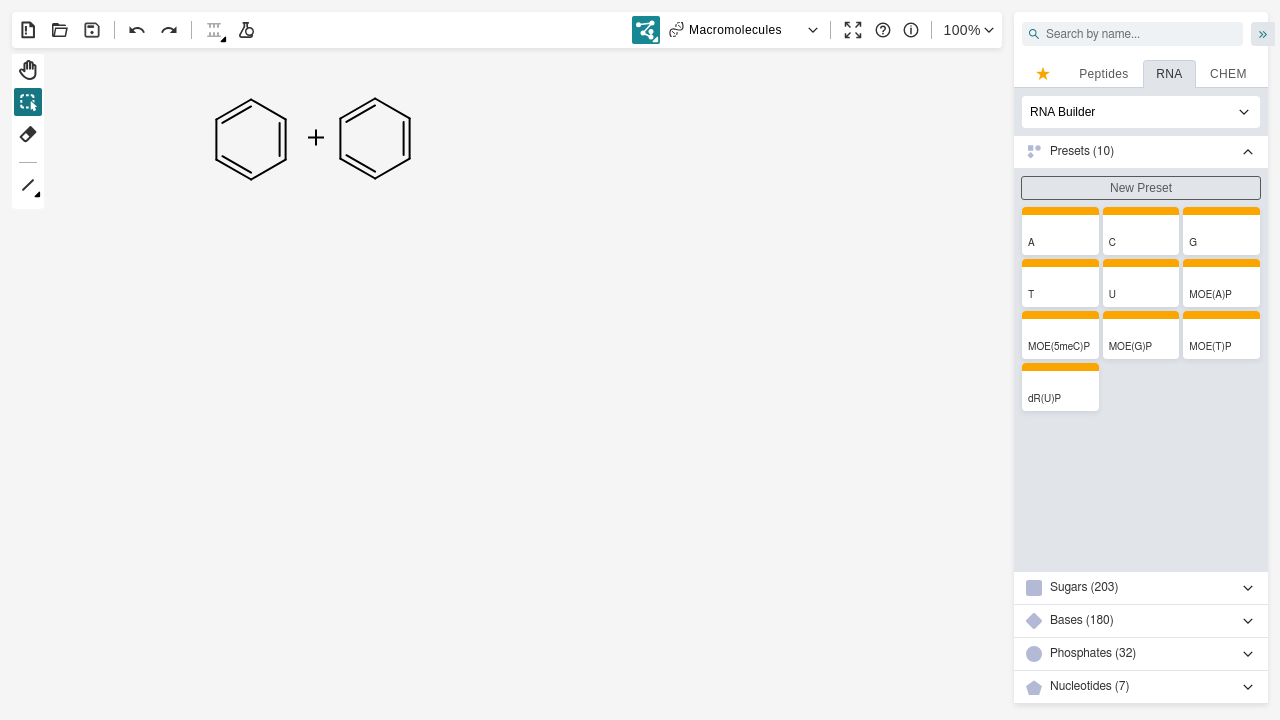 Macromolecules
100%
Search by name...
Peptides
RNA
CHEM
RNA Builder
Presets (10)
New Preset
A
C
G
T
U
MOE(A)P
MOE(5meC)P
MOE(G)P
MOE(T)P
dR(U)P
Sugars (203)
Bases (180)
Phosphates (32)
Nucleotides (7)